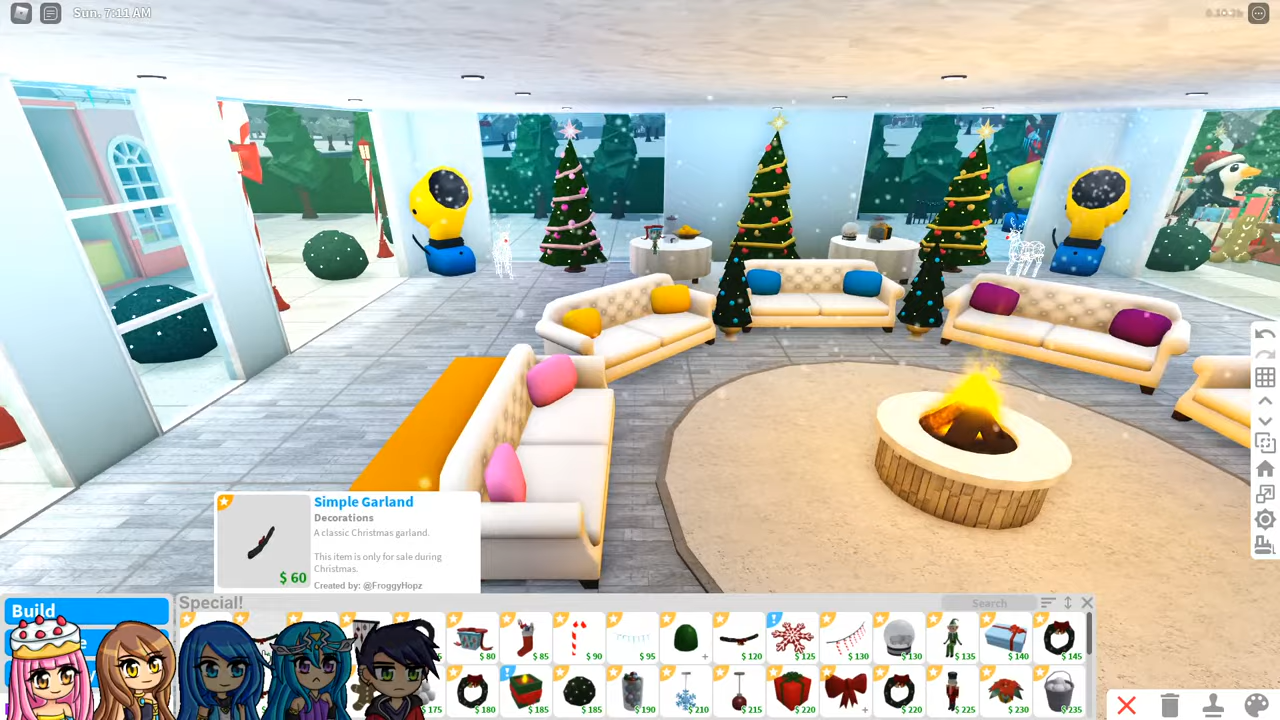 Sun. 7:11 AM
Simple Garland
Decorations
A classic Christmas garland.
This item is only for sale during
Christmas.
Created by: @FroggyHopz
$ 60
Build
Special!
Search
$ 80
$ 85
$ 90
$ 95
$ 120
$ 125
$ 130
$ 130
$ 135
$ 140
$ 145
175
$ 180
$ 185
$ 185
$ 190
$ 210
$ 215
$ 220
$ 220
$ 225
$ 230
$ 235